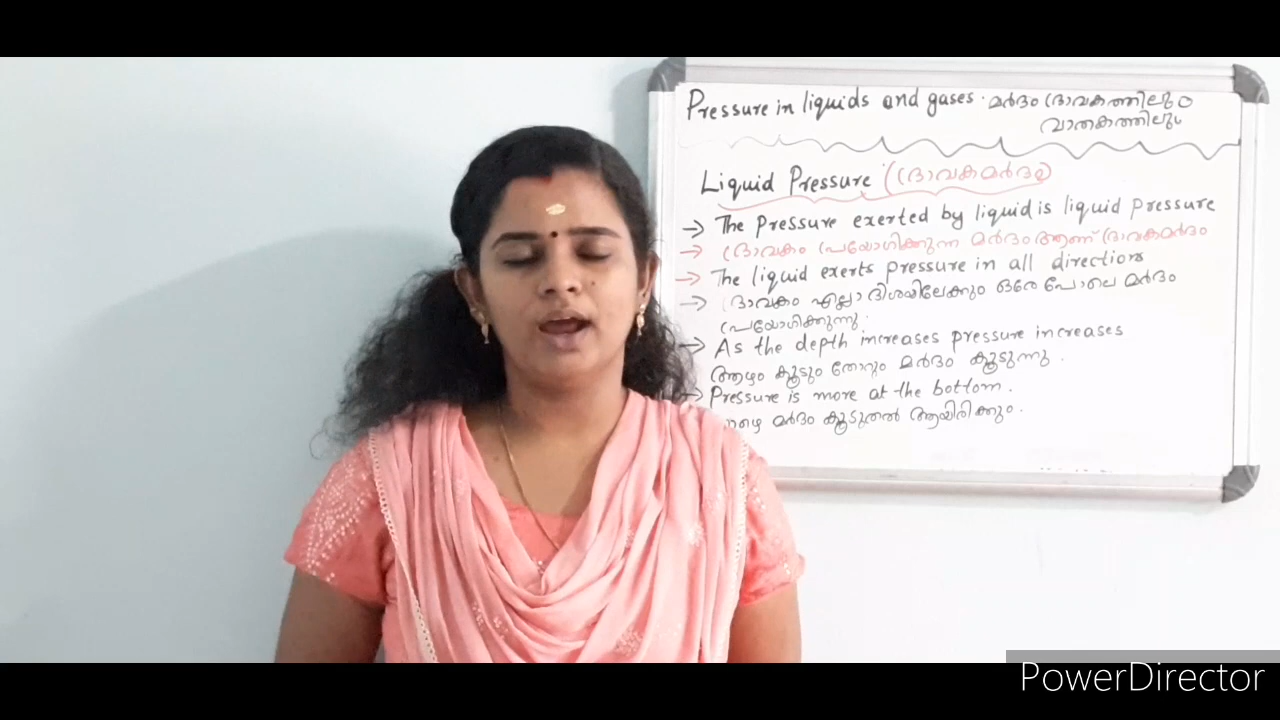 Pressure in liquids and gases. മർദം ദ്രാവകത്തിലും
വാതകത്തിലും
Liquid Pressure (ദ്രാവകമർദം)
→ The Pressure exerted by liquid is liquid pressure
→ ദ്രാവകം പ്രയോഗിക്കുന്ന മർദം ആണ് ദ്രാവകമർദം
→ The liquid exerts pressure in all directions
→ ദ്രാവകം എല്ലാ ദിശയിലേക്കും ഒരേ പോലെ മർദം
പ്രയോഗിക്കുന്നു.
→ As the depth increases pressure increases
ആഴം കൂടും തോറും മർദം കൂടുന്നു.
→ Pressure is more at the bottom.
മർദം കൂടുതൽ ആയിരിക്കും.
PowerDirector